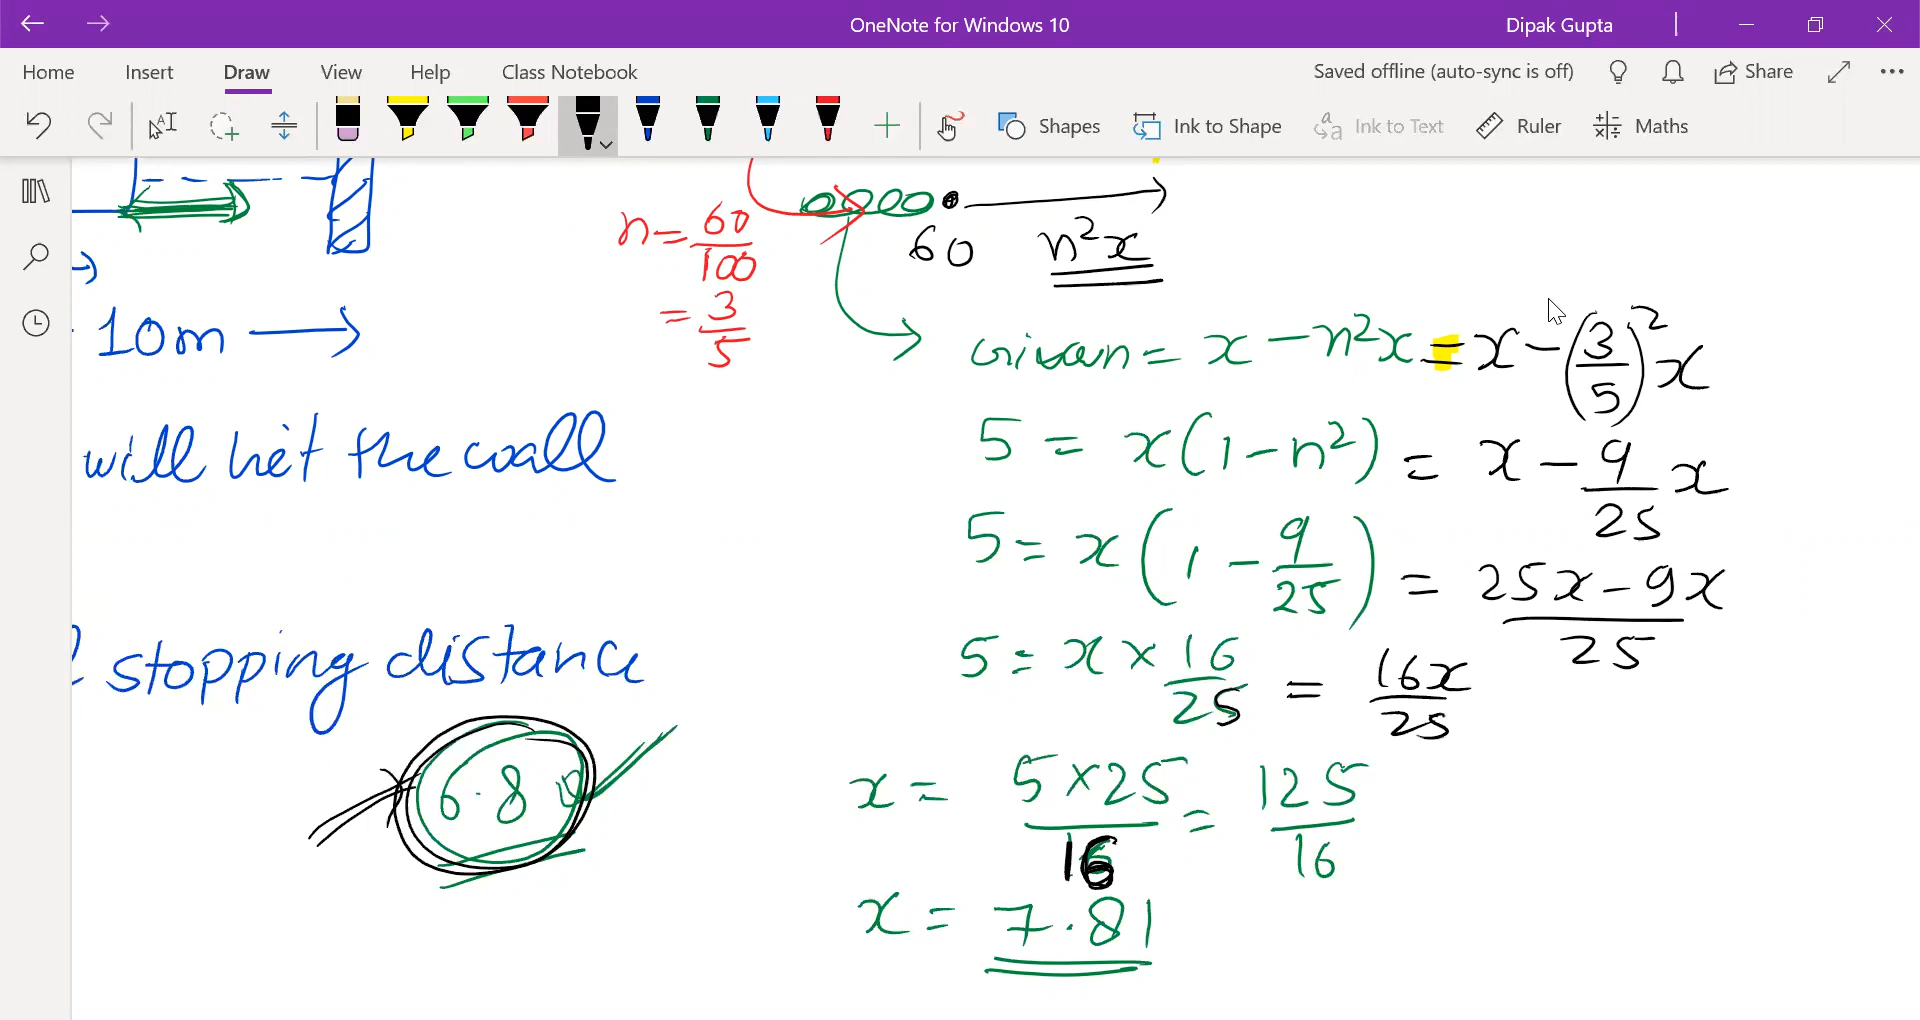 OneNote for Windows 10
Dipak Gupta
Home Insert Draw View Help Class Notebook
Saved offline (auto-sync is off) Share
Shapes Ink to Shape Ink to Text Ruler Maths
n = 60/100
= 3/5
60 n²x
10m
Given = x - n²x = x - (3/5)²x
5 = x(1 - n²) = x - 9/25 x
will hit the wall
5 = x(1 - 9/25) = 25x - 9x/25
5 = x × 16/25 = 16x/25
stopping distance
6.8
x = 5×25/16 = 125/16
x = 7.81